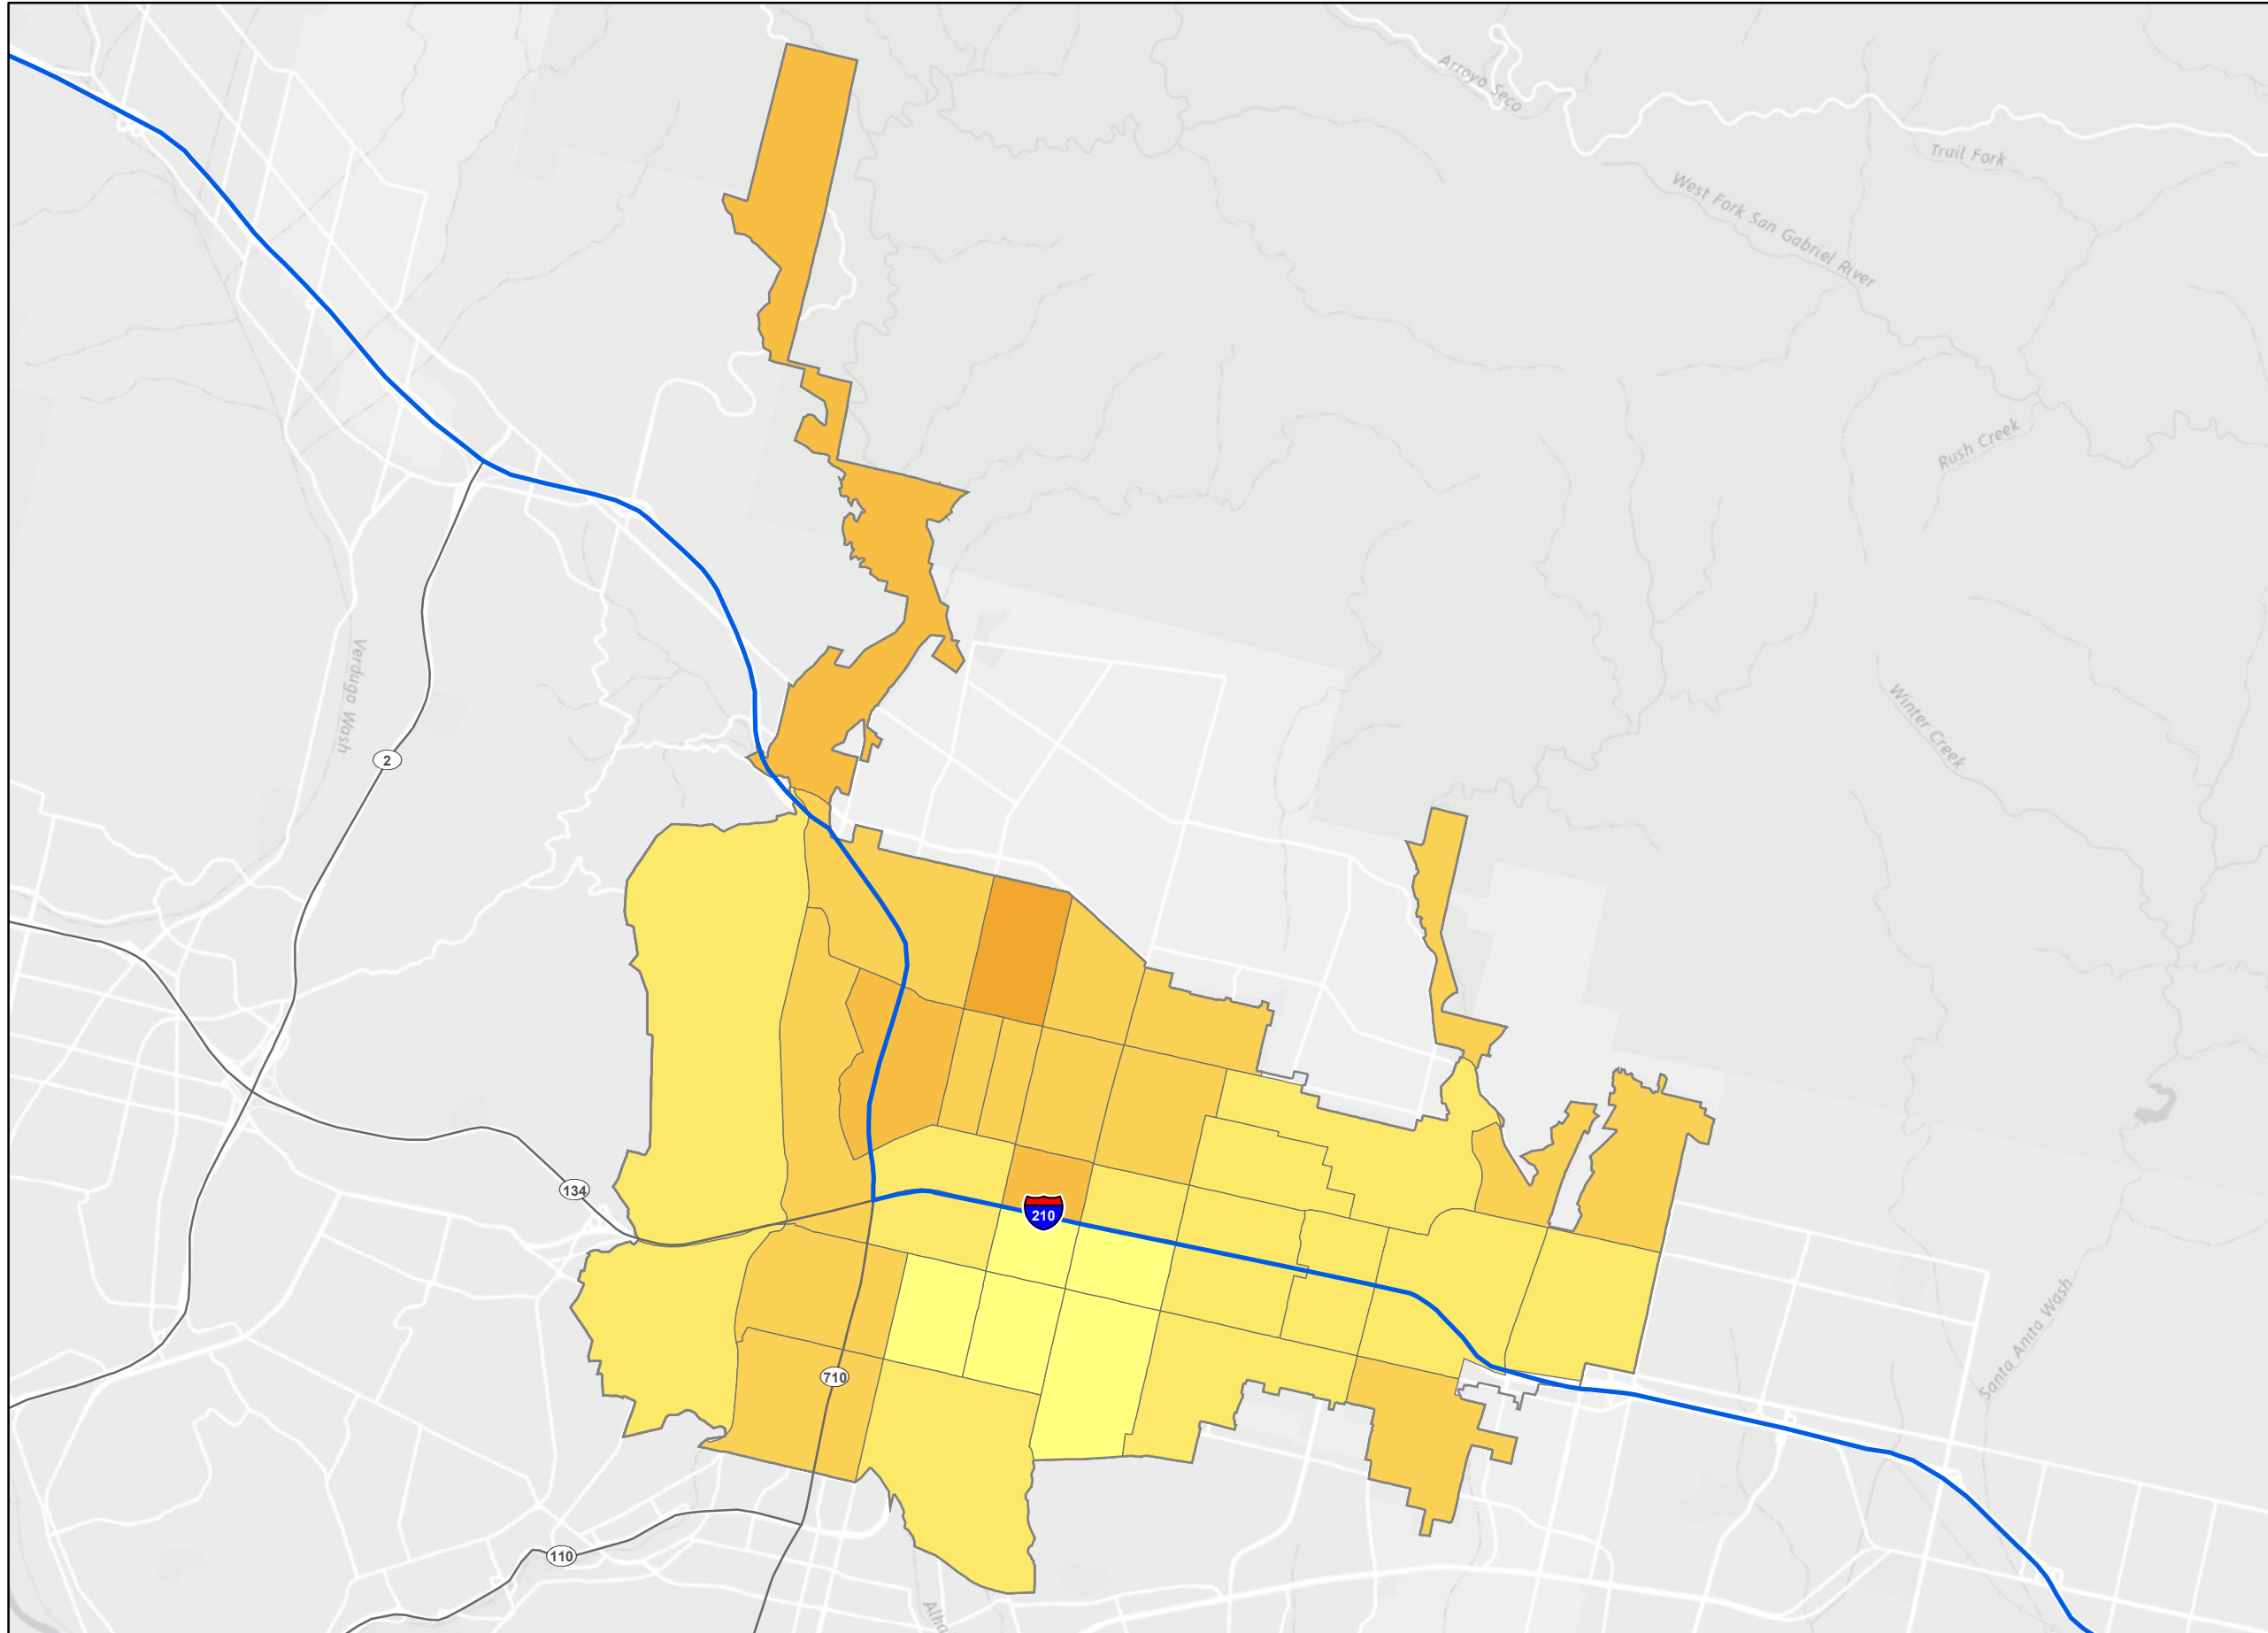 Arroyo Seco
Trail Fork
West Fork San Gabriel River
Rush Creek
Verdugo Wash
Winter Creek
2
134
210
Santa Anita Wash
710
110
Alha